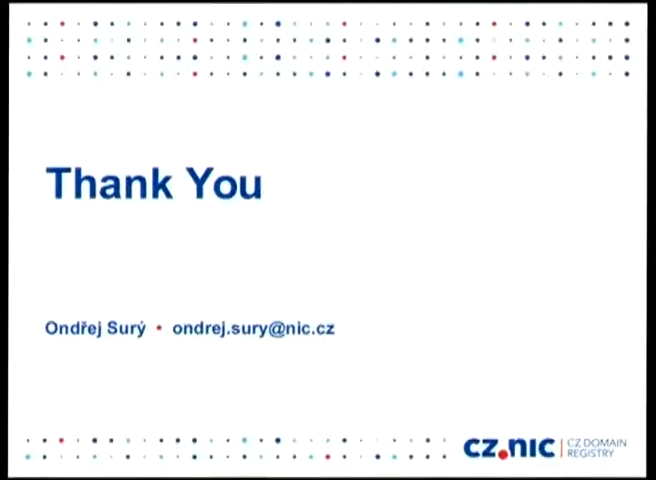 Thank You
Ondřej Surý • ondrej.sury@nic.cz
CZ.NIC | CZ DOMAIN
REGISTRY